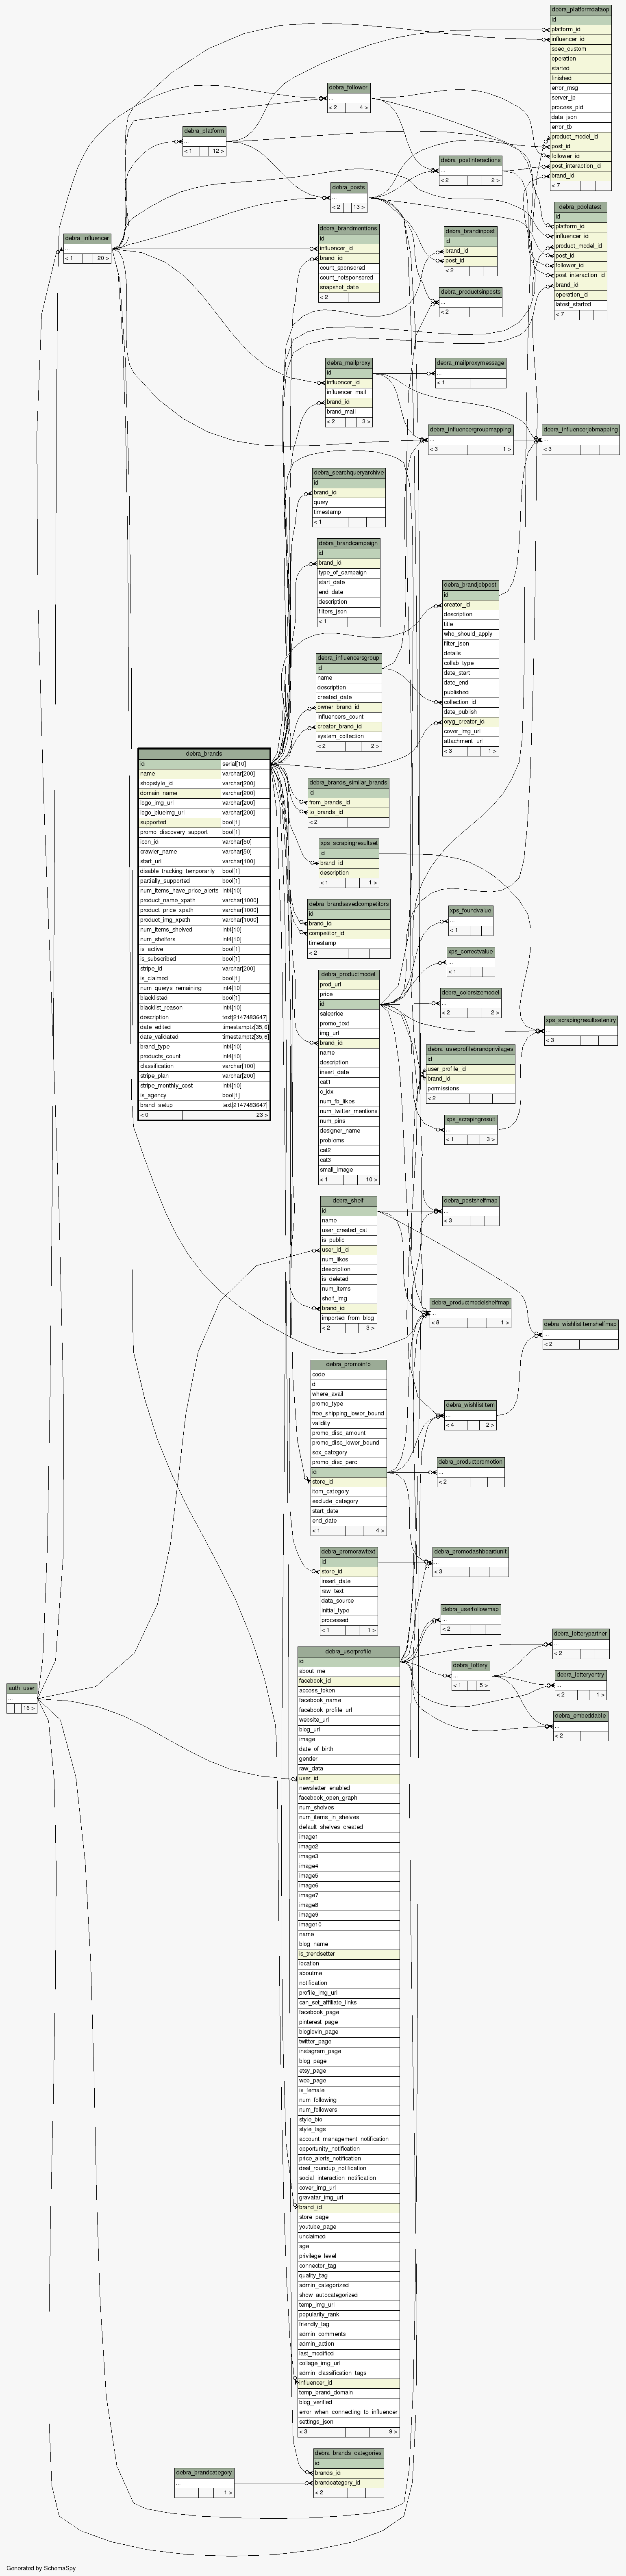 debra_platformdataop
id
platform_id
influencer_id
spec_custom
operation
started
finished
error_msg
server_ip
process_pid
data_json
error_tb
product_model_id
post_id
follower_id
post_interaction_id
brand_id
< 7
debra_follower
...
< 2 4 >
debra_platform
...
< 1 12 >
debra_postinteractions
...
< 2 2 >
debra_posts
...
< 2 13 >
debra_pdolatest
id
platform_id
influencer_id
product_model_id
post_id
follower_id
post_interaction_id
brand_id
operation_id
latest_started
< 7
debra_influencer
...
< 1 20 >
debra_brandmentions
id
influencer_id
brand_id
count_sponsored
count_notsponsored
snapshot_date
< 2
debra_brandinpost
id
brand_id
post_id
< 2
debra_productsinposts
...
< 2
debra_mailproxy
id
influencer_id
influencer_mail
brand_id
brand_mail
< 2 3 >
debra_mailproxymessage
...
< 1
debra_influencergroupmapping
...
< 3 1 >
debra_influencerjobmapping
...
< 3
debra_searchqueryarchive
id
brand_id
query
timestamp
< 1
debra_brandcampaign
id
brand_id
type_of_campaign
start_date
end_date
description
filters_json
< 1
debra_brandjobpost
id
creator_id
description
title
who_should_apply
filter_json
details
collab_type
date_start
date_end
published
collection_id
date_publish
oryg_creator_id
cover_img_url
attachment_url
< 3 1 >
debra_influencersgroup
id
name
description
created_date
owner_brand_id
influencers_count
creator_brand_id
system_collection
< 2 2 >
debra_brands
id serial[10]
name varchar[200]
shopstyle_id varchar[200]
domain_name varchar[200]
logo_img_url varchar[200]
logo_blueimg_url varchar[200]
supported bool[1]
promo_discovery_support bool[1]
icon_id varchar[50]
crawler_name varchar[50]
start_url varchar[100]
disable_tracking_temporarily bool[1]
partially_supported bool[1]
num_items_have_price_alerts int4[10]
product_name_xpath varchar[1000]
product_price_xpath varchar[1000]
product_img_xpath varchar[1000]
num_items_shelved int4[10]
num_shelfers int4[10]
is_active bool[1]
is_subscribed bool[1]
stripe_id varchar[200]
is_claimed bool[1]
num_querys_remaining int4[10]
blacklisted bool[1]
blacklist_reason int4[10]
description text[2147483647]
date_edited timestamptz[35,6]
date_validated timestamptz[35,6]
brand_type int4[10]
products_count int4[10]
classification varchar[100]
stripe_plan varchar[200]
stripe_monthly_cost int4[10]
is_agency bool[1]
brand_setup text[2147483647]
< 0 23 >
debra_brands_similar_brands
id
from_brands_id
to_brands_id
< 2
xps_scrapingresultset
id
brand_id
description
< 1 1 >
debra_brandsavedcompetitors
id
brand_id
competitor_id
timestamp
< 2
xps_foundvalue
...
< 1
xps_correctvalue
...
< 1
debra_colorsizemodel
...
< 2 2 >
xps_scrapingresultsetentry
...
< 3
debra_productmodel
prod_url
price
id
saleprice
promo_text
img_url
brand_id
name
description
insert_date
cat1
c_idx
num_fb_likes
num_twitter_mentions
num_pins
designer_name
problems
cat2
cat3
small_image
< 1 10 >
debra_userprofilebrandprivilages
id
user_profile_id
brand_id
permissions
< 2
xps_scrapingresult
...
< 1 3 >
debra_shelf
id
name
user_created_cat
is_public
user_id_id
num_likes
description
is_deleted
num_items
shelf_img
brand_id
imported_from_blog
< 2 3 >
debra_postshelfmap
...
< 3
debra_productmodelshelfmap
...
< 8 1 >
debra_wishlistitemshelfmap
...
< 2
debra_promoinfo
code
d
where_avail
promo_type
free_shipping_lower_bound
validity
promo_disc_amount
promo_disc_lower_bound
sex_category
promo_disc_perc
id
store_id
item_category
exclude_category
start_date
end_date
< 1 4 >
debra_wishlistitem
...
< 4 2 >
debra_productpromotion
...
< 2
debra_promorawtext
id
store_id
insert_date
raw_text
data_source
initial_type
processed
< 1 1 >
debra_promodashboardunit
...
< 3
debra_userfollowmap
...
< 2
debra_lotterypartner
...
< 2
debra_lottery
...
< 1 5 >
debra_lotteryentry
...
< 2 1 >
debra_embeddable
...
< 2
auth_user
...
16 >
debra_userprofile
id
about_me
facebook_id
access_token
facebook_name
facebook_profile_url
website_url
blog_url
image
date_of_birth
gender
raw_data
user_id
newsletter_enabled
facebook_open_graph
num_shelves
num_items_in_shelves
default_shelves_created
image1
image2
image3
image4
image5
image6
image7
image8
image9
image10
name
blog_name
is_trendsetter
location
aboutme
notification
profile_img_url
can_set_affiliate_links
facebook_page
pinterest_page
bloglovin_page
twitter_page
instagram_page
blog_page
etsy_page
web_page
is_female
num_following
num_followers
style_bio
style_tags
account_management_notification
opportunity_notification
price_alerts_notification
deal_roundup_notification
social_interaction_notification
cover_img_url
gravatar_img_url
brand_id
store_page
youtube_page
unclaimed
age
privilege_level
connector_tag
quality_tag
admin_categorized
show_autocategorized
temp_img_url
popularity_rank
friendly_tag
admin_comments
admin_action
last_modified
collage_img_url
admin_classification_tags
influencer_id
temp_brand_domain
blog_verified
error_when_connecting_to_influencer
settings_json
< 3 9 >
debra_brands_categories
id
brands_id
brandcategory_id
< 2
debra_brandcategory
...
1 >
Generated by SchemaSpy